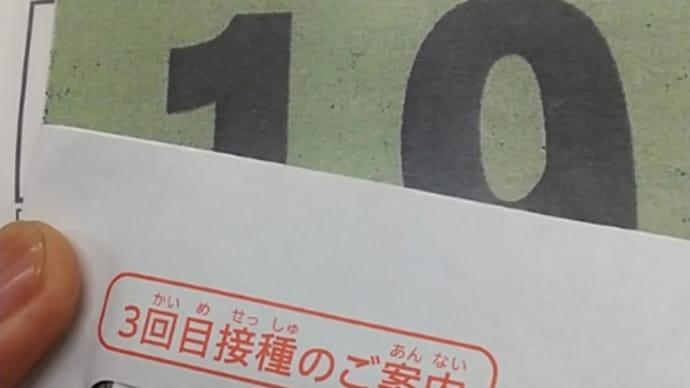 かい め せっ しゅ あん ない
3回目接種のご案内